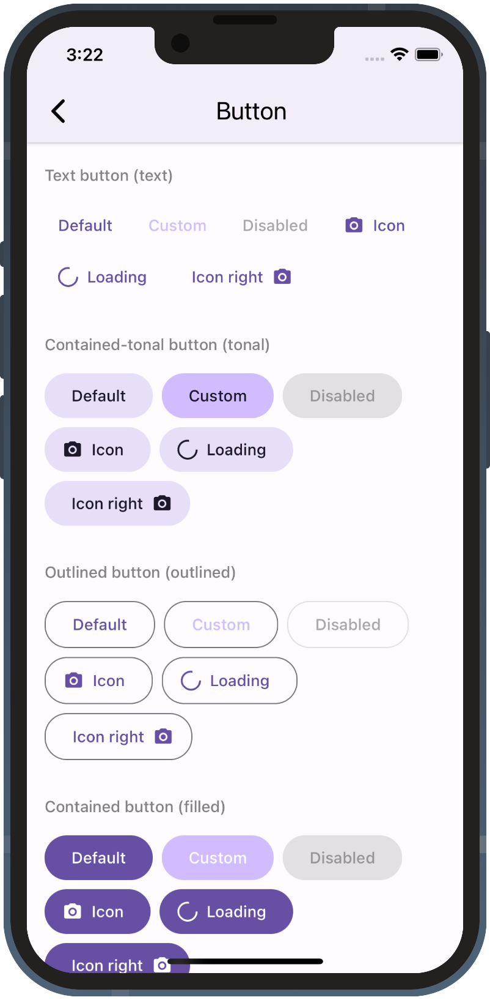 3:22
Button
Text button (text)
Default Custom Disabled Icon
Loading Icon right
Contained-tonal button (tonal)
Default Custom Disabled
Icon Loading
Icon right
Outlined button (outlined)
Default Custom Disabled
Icon Loading
Icon right
Contained button (filled)
Default Custom Disabled
Icon Loading
Icon right